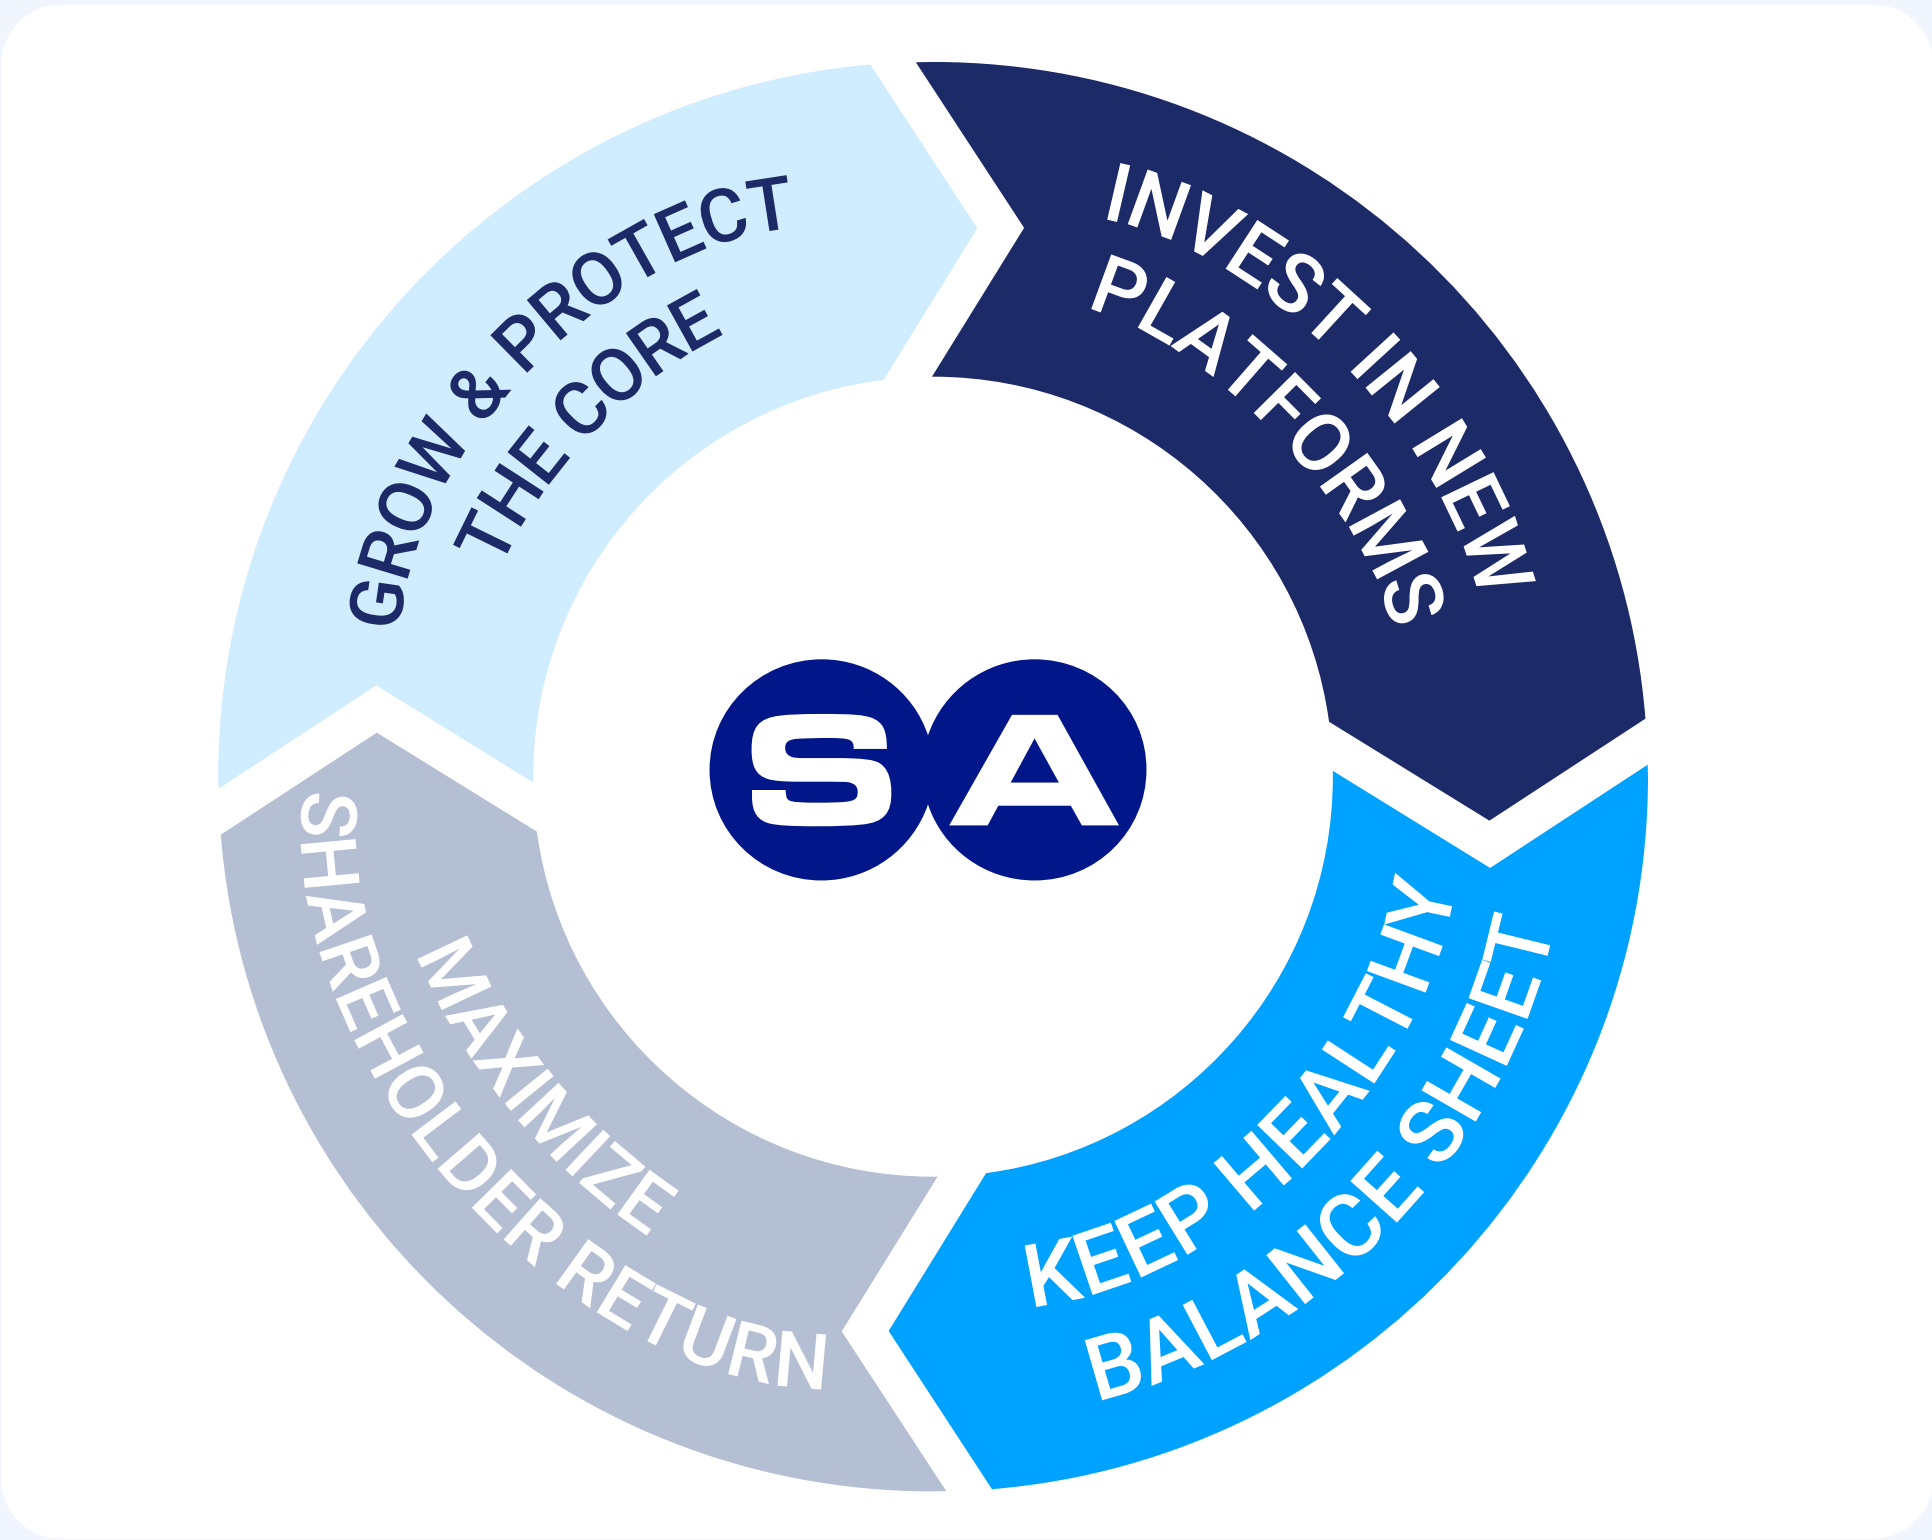 GROW & PROTECT
THE CORE
INVEST IN NEW
PLATFORMS
KEEP HEALTHY
BALANCE SHEET
MAXIMIZE
SHAREHOLDER RETURN
SA